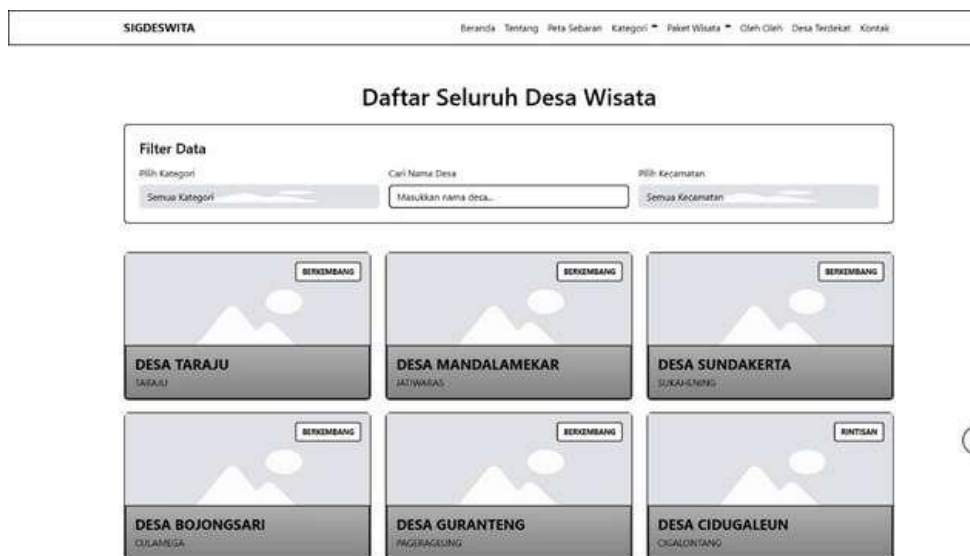 SIGDESWITA
Beranda Tentang Peta Sebaran Kategori Paket Wisata Oleh Oleh Desa Terdekat Kontak
Daftar Seluruh Desa Wisata
Filter Data
Pilih Kategori Cari Nama Desa Pilih Kecamatan
Semua Kategori Masukkan nama desa... Semua Kecamatan
BERKEMBANG BERKEMBANG BERKEMBANG
DESA TARAJU DESA MANDALAMEKAR DESA SUNDAKERTA
TARAJU JATIWARAS SUKAHENING
BERKEMBANG BERKEMBANG RINTISAN
DESA BOJONGSARI DESA GURANTENG DESA CIDUGALEUN
CULAMEGA PAGERAGEUNG CIGALONTANG